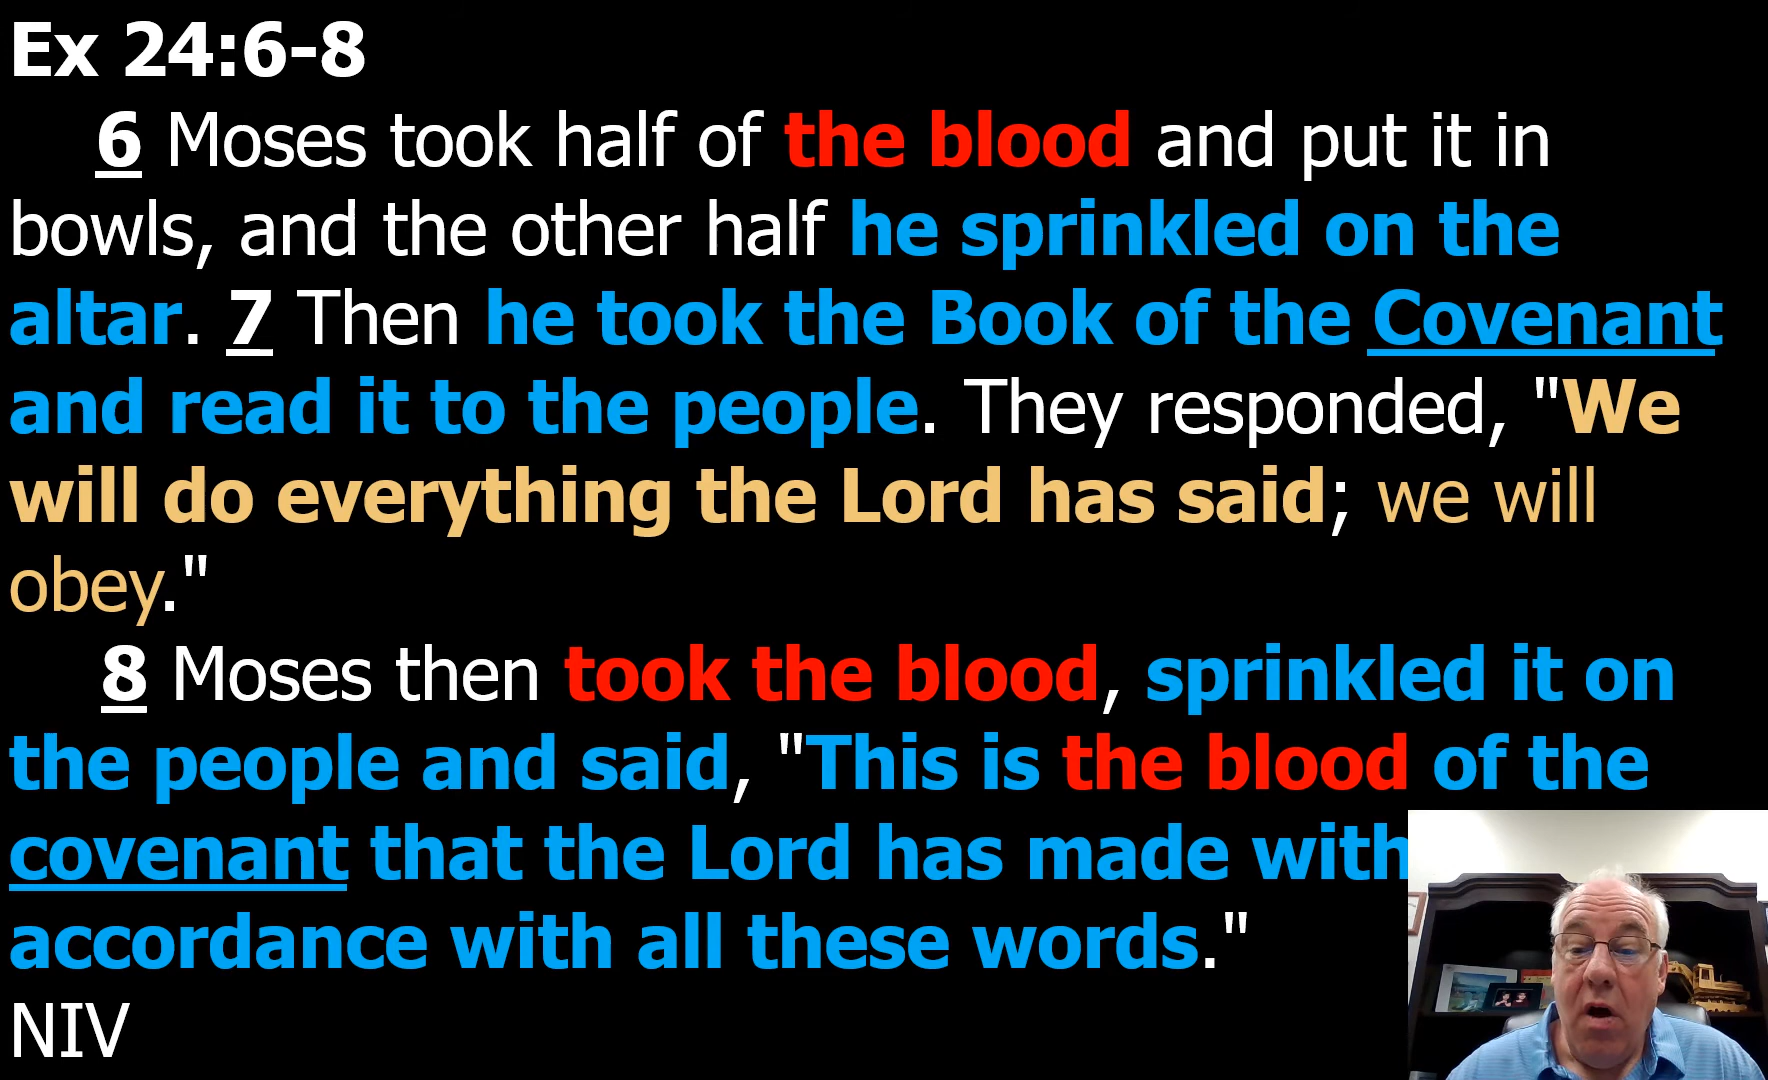 Ex 24:6-8
6 Moses took half of the blood and put it in
bowls, and the other half he sprinkled on the
altar. 7 Then he took the Book of the Covenant
and read it to the people. They responded, "We
will do everything the Lord has said; we will
obey."
8 Moses then took the blood, sprinkled it on
the people and said, "This is the blood of the
covenant that the Lord has made with
accordance with all these words."
NIV